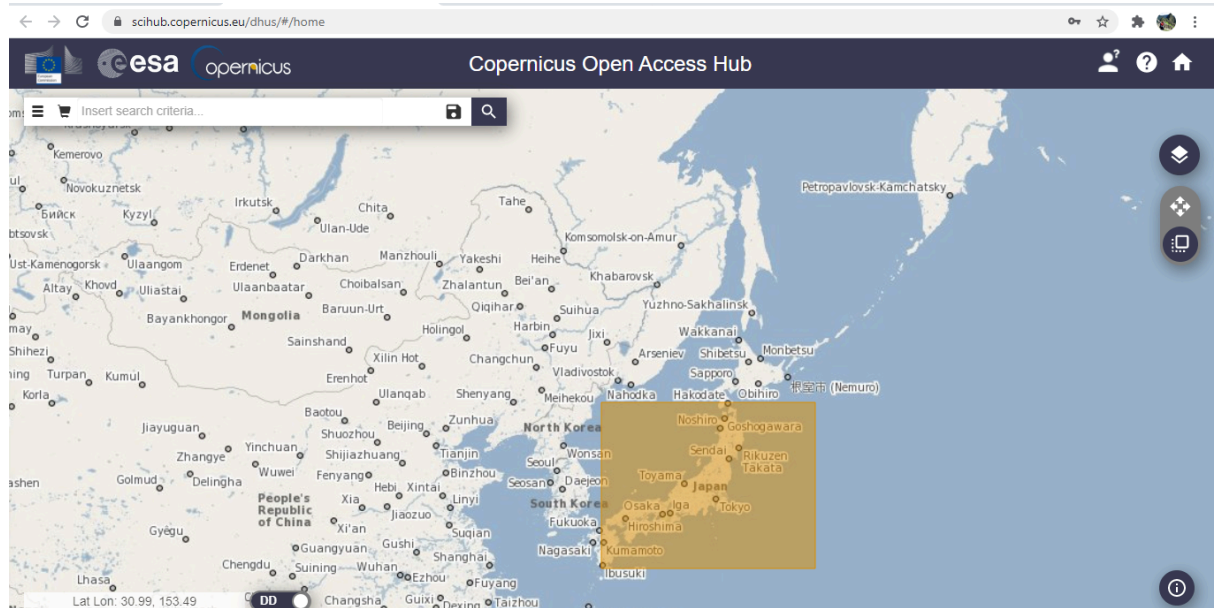 scihub.copernicus.eu/dhus/#/home
esa
opernicus
Copernicus Open Access Hub
Insert search criteria...
Kemerovo
Novokuznetsk
Бийск
Kyzyl
Irkutsk
Chita
Ulan-Ude
Tahe
Petropavlovsk-Kamchatsky
btsovsk
Komsomolsk-on-Amur
Ust-Kamenogorsk
Ulaangom
Erdenet
Darkhan
Manzhouli
Yakeshi
Heihe
Altay
Khovd
Uliastai
Ulaanbaatar
Choibalsan
Zhalantun
Bei'an
Khabarovsk
Bayankhongor
Mongolia
Baruun-Urt
Qiqihar
Suihua
Yuzhno-Sakhalinsk
may
Holingol
Harbin
Jixi
Wakkanai
Shihezi
Sainshand
Xilin Hot
Changchun
Fuyu
Arseniev
Shibetsu
Monbetsu
ing
Turpan
Kumul
Erenhot
Vladivostok
Sapporo
根室市 (Nemuro)
Korla
Ulanqab
Shenyang
Meihekou
Nahodka
Hakodate
Obihiro
Baotou
Jiayuguan
Shuozhou
Beijing
Zunhua
North Korea
Noshiro
Goshogawara
Zhangye
Yinchuan
Shijiazhuang
Tianjin
Seoul
Wonsan
Sendai
Rikuzen
Takata
ashen
Golmud
Delingha
Wuwei
Fenyang
Binzhou
Seosan
Daejeon
Toyama
Japan
Hebi
Xintai
People's
Republic
of China
Xia
Jiaozuo
Linyi
South Korea
Osaka
Iga
Tokyo
Gyêgu
Xi'an
Suqian
Fukuoka
Hiroshima
Guangyuan
Gushi
Shanghai
Nagasaki
Kumamoto
Chengdu
Suining
Wuhan
Ezhou
Fuyang
Ibusuki
Lhasa
Lat Lon: 30.99, 153.49
DD
Changsha
Guixi
Dexing
Taizhou